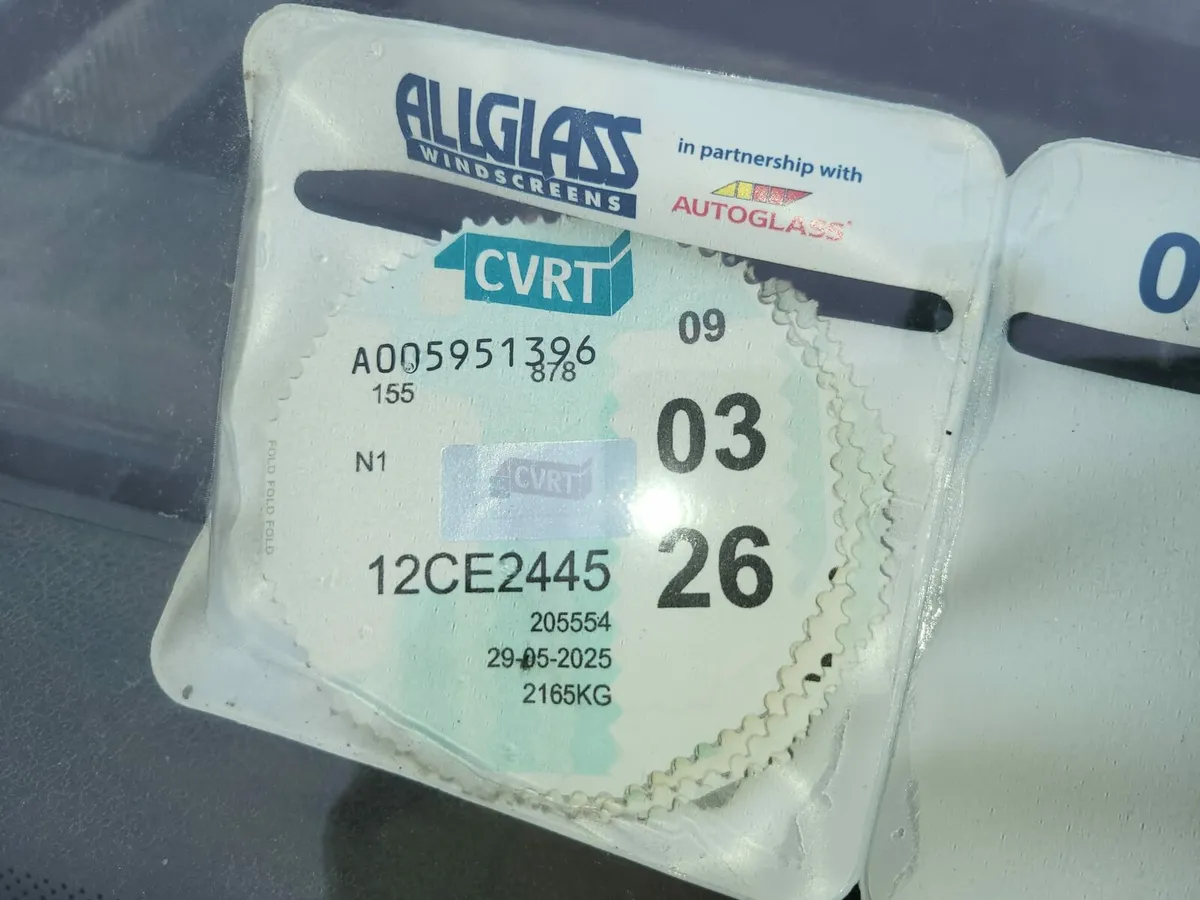 ALLGLASS
WINDSCREENS
in partnership with
AUTOGLASS
CVRT
09
A005951396
878
155
03
N1
CVRT
FOLD FOLD FOLD
26
12CE2445
205554
29-05-2025
2165KG
0